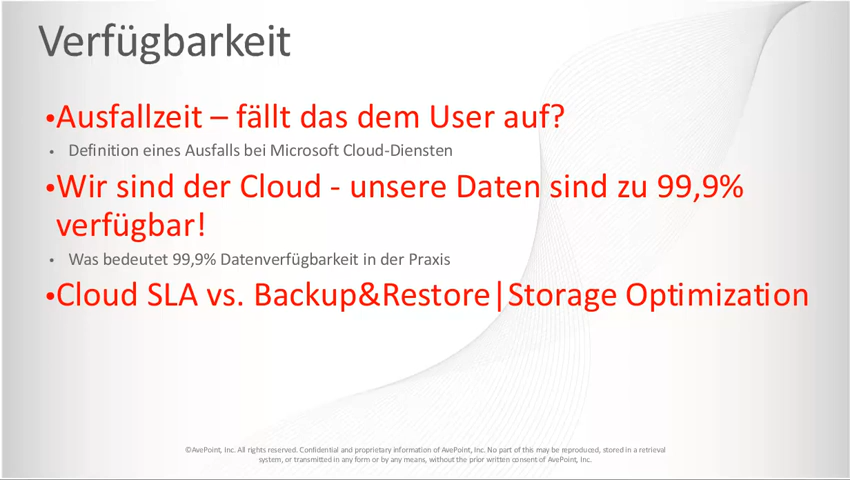 Verfügbarkeit
•Ausfallzeit – fällt das dem User auf?
• Definition eines Ausfalls bei Microsoft Cloud-Diensten
•Wir sind der Cloud - unsere Daten sind zu 99,9%
verfügbar!
• Was bedeutet 99,9% Datenverfügbarkeit in der Praxis
•Cloud SLA vs. Backup&Restore|Storage Optimization
©AvePoint, Inc. All rights reserved. Confidential and proprietary information of AvePoint, Inc. No part of this may be reproduced, stored in a retrieval
system, or transmitted in any form or by any means, without the prior written consent of AvePoint, Inc.